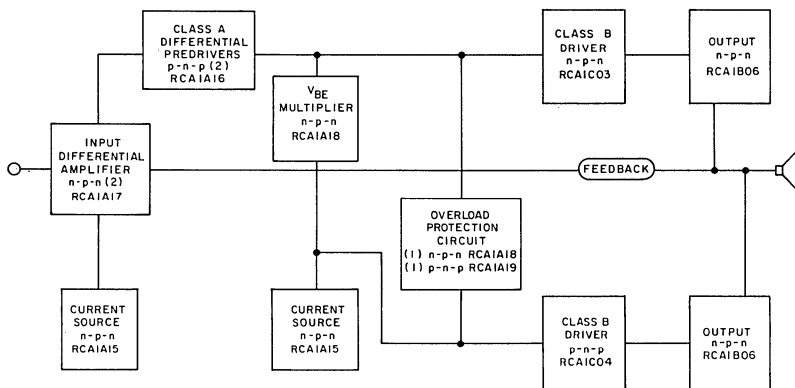 CLASS A
DIFFERENTIAL
PREDRIVERS
p-n-p (2)
RCA1A16
CLASS B
DRIVER
n-p-n
RCA1C03
OUTPUT
n-p-n
RCA1B06
VBE
MULTIPLIER
n-p-n
RCA1A18
INPUT
DIFFERENTIAL
AMPLIFIER
n-p-n (2)
RCA1A17
FEEDBACK
OVERLOAD
PROTECTION
CIRCUIT
(1) n-p-n RCA1A18
(1) p-n-p RCA1A19
CURRENT
SOURCE
n-p-n
RCA1A15
CURRENT
SOURCE
n-p-n
RCA1A15
CLASS B
DRIVER
p-n-p
RCA1C04
OUTPUT
n-p-n
RCA1B06